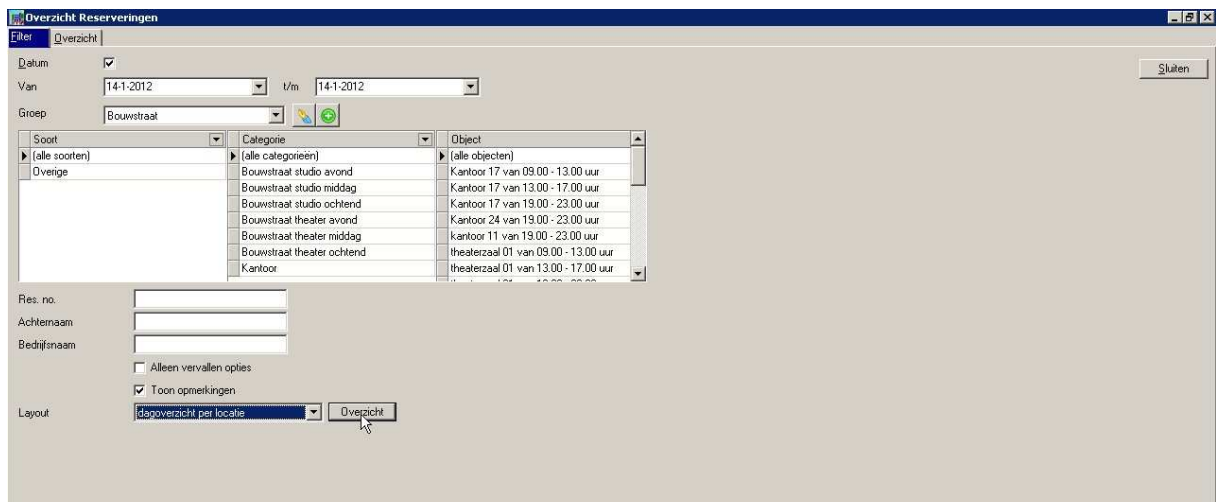 Overzicht Reserveringen
Filter Overzicht
Datum
Sluiten
Van 14-1-2012 t/m 14-1-2012
Groep Bouwstraat
Soort Categorie Object
(alle soorten) (alle categorieën) (alle objecten)
Overige Bouwstraat studio avond Kantoor 17 van 09.00 - 13.00 uur
Bouwstraat studio middag Kantoor 17 van 13.00 - 17.00 uur
Bouwstraat studio ochtend Kantoor 17 van 19.00 - 23.00 uur
Bouwstraat theater avond Kantoor 24 van 19.00 - 23.00 uur
Bouwstraat theater middag kantoor 11 van 19.00 - 23.00 uur
Bouwstraat theater ochtend theaterzaal 01 van 09.00 - 13.00 uur
Kantoor theaterzaal 01 van 13.00 - 17.00 uur
Res. no.
Achternaam
Bedrijfsnaam
Alleen vervallen opties
Toon opmerkingen
Layout dagoverzicht per locatie Overzicht